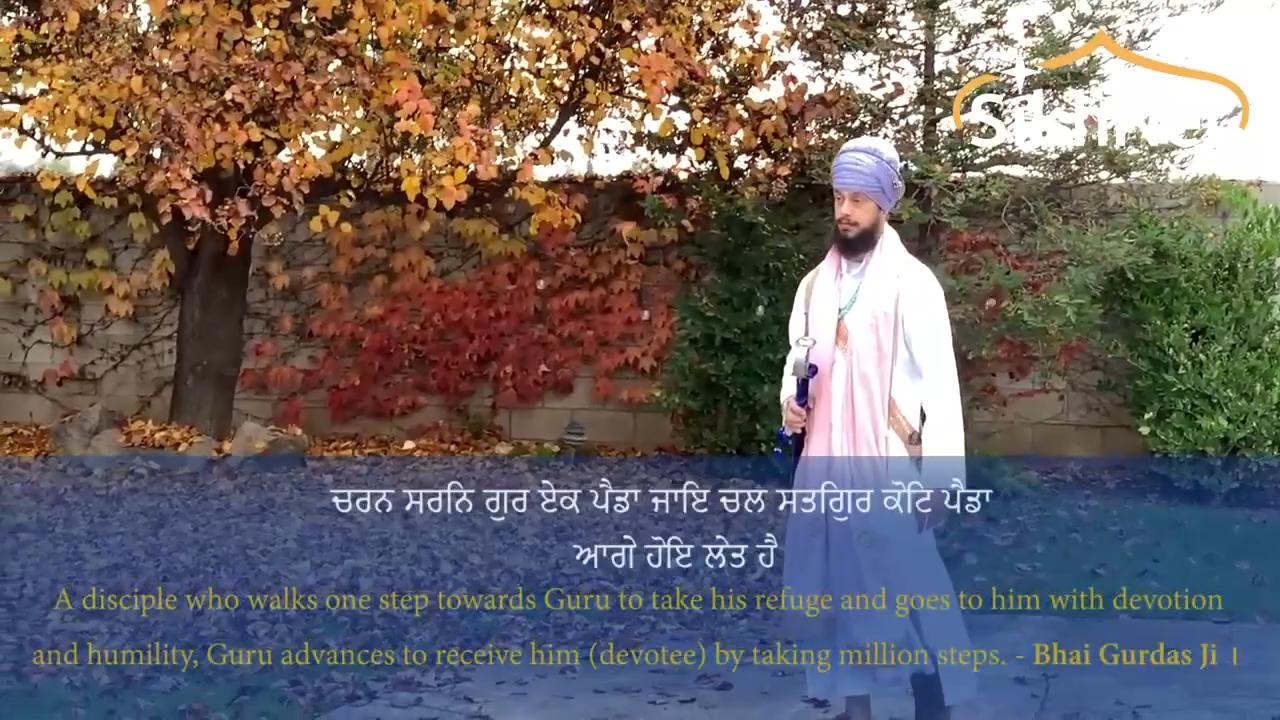 ਚਰਨ ਸਰਨਿ ਗੁਰ ਏਕ ਪੈਡਾ ਜਾਇ ਚਲ ਸਤਗਿੁਰ ਕੋਟਿ ਪੈਡਾ
ਆਗੇ ਹੋਇ ਲੇਤ ਹੈ
A disciple who walks one step towards Guru to take his refuge and goes to him with devotion
and humility, Guru advances to receive him (devotee) by taking million steps. - Bhai Gurdas Ji ।